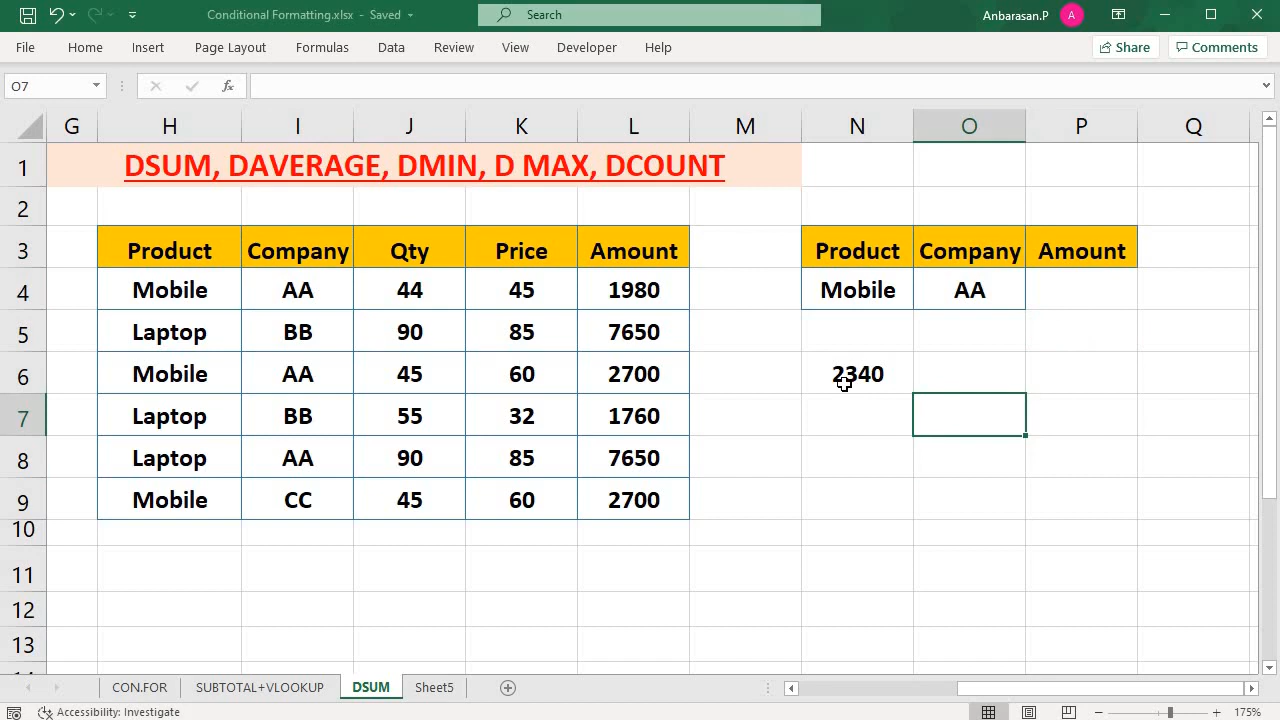 Conditional Formatting.xlsx - Saved
Search
Anbarasan.P
A
File Home Insert Page Layout Formulas Data Review View Developer Help Share Comments
O7 fx
G H I J K L M N O P Q
1 DSUM, DAVERAGE, DMIN, D MAX, DCOUNT
2
3 Product Company Qty Price Amount Product Company Amount
4 Mobile AA 44 45 1980 Mobile AA
5 Laptop BB 90 85 7650
6 Mobile AA 45 60 2700 2340
7 Laptop BB 55 32 1760
8 Laptop AA 90 85 7650
9 Mobile CC 45 60 2700
10
11
12
13
CON.FOR SUBTOTAL+VLOOKUP DSUM Sheet5
Accessibility: Investigate 175%